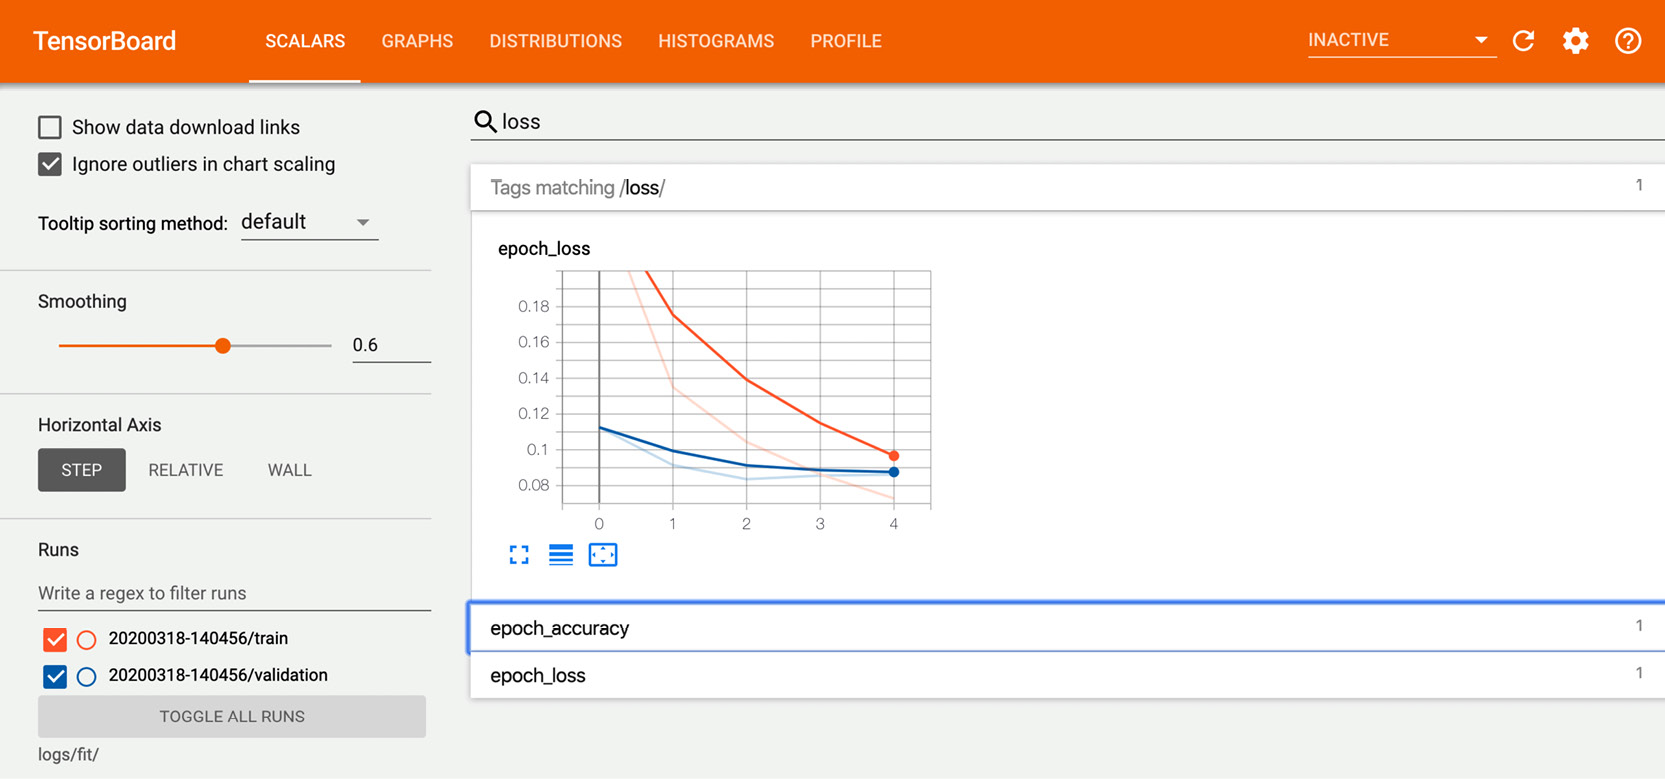 TensorBoard SCALARS GRAPHS DISTRIBUTIONS HISTOGRAMS PROFILE INACTIVE
Show data download links
Ignore outliers in chart scaling
Tooltip sorting method: default
Smoothing
0.6
Horizontal Axis
STEP RELATIVE WALL
Runs
Write a regex to filter runs
20200318-140456/train
20200318-140456/validation
TOGGLE ALL RUNS
logs/fit/
loss
Tags matching /loss/ 1
epoch_loss
0.18
0.16
0.14
0.12
0.1
0.08
0 1 2 3 4
epoch_accuracy 1
epoch_loss 1